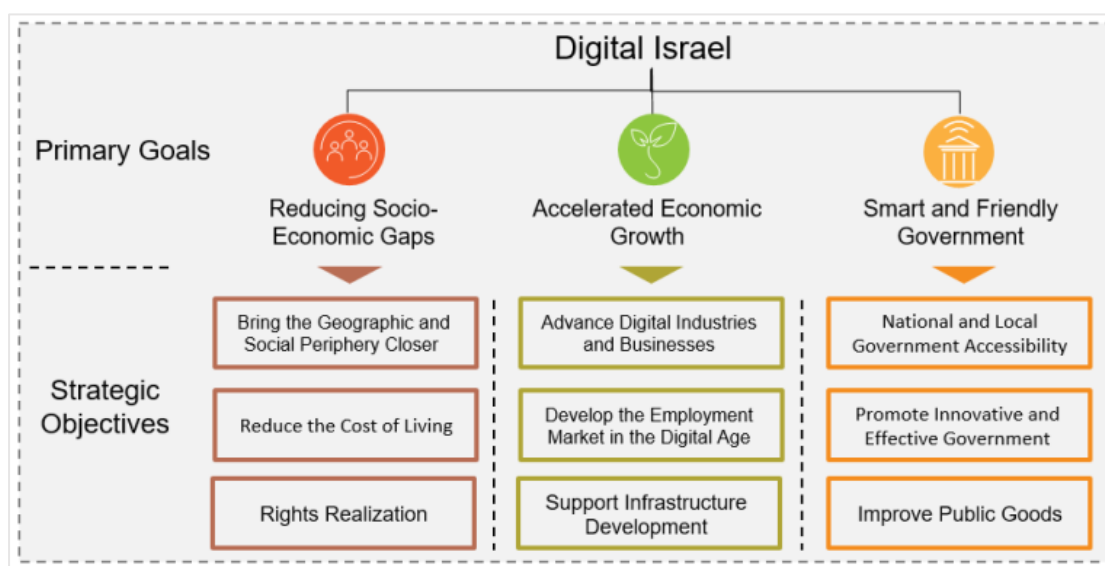 Digital Israel
Primary Goals
Reducing Socio-
Economic Gaps
Accelerated Economic
Growth
Smart and Friendly
Government
Strategic
Objectives
Bring the Geographic and
Social Periphery Closer
Advance Digital Industries
and Businesses
National and Local
Government Accessibility
Reduce the Cost of Living
Develop the Employment
Market in the Digital Age
Promote Innovative and
Effective Government
Rights Realization
Support Infrastructure
Development
Improve Public Goods